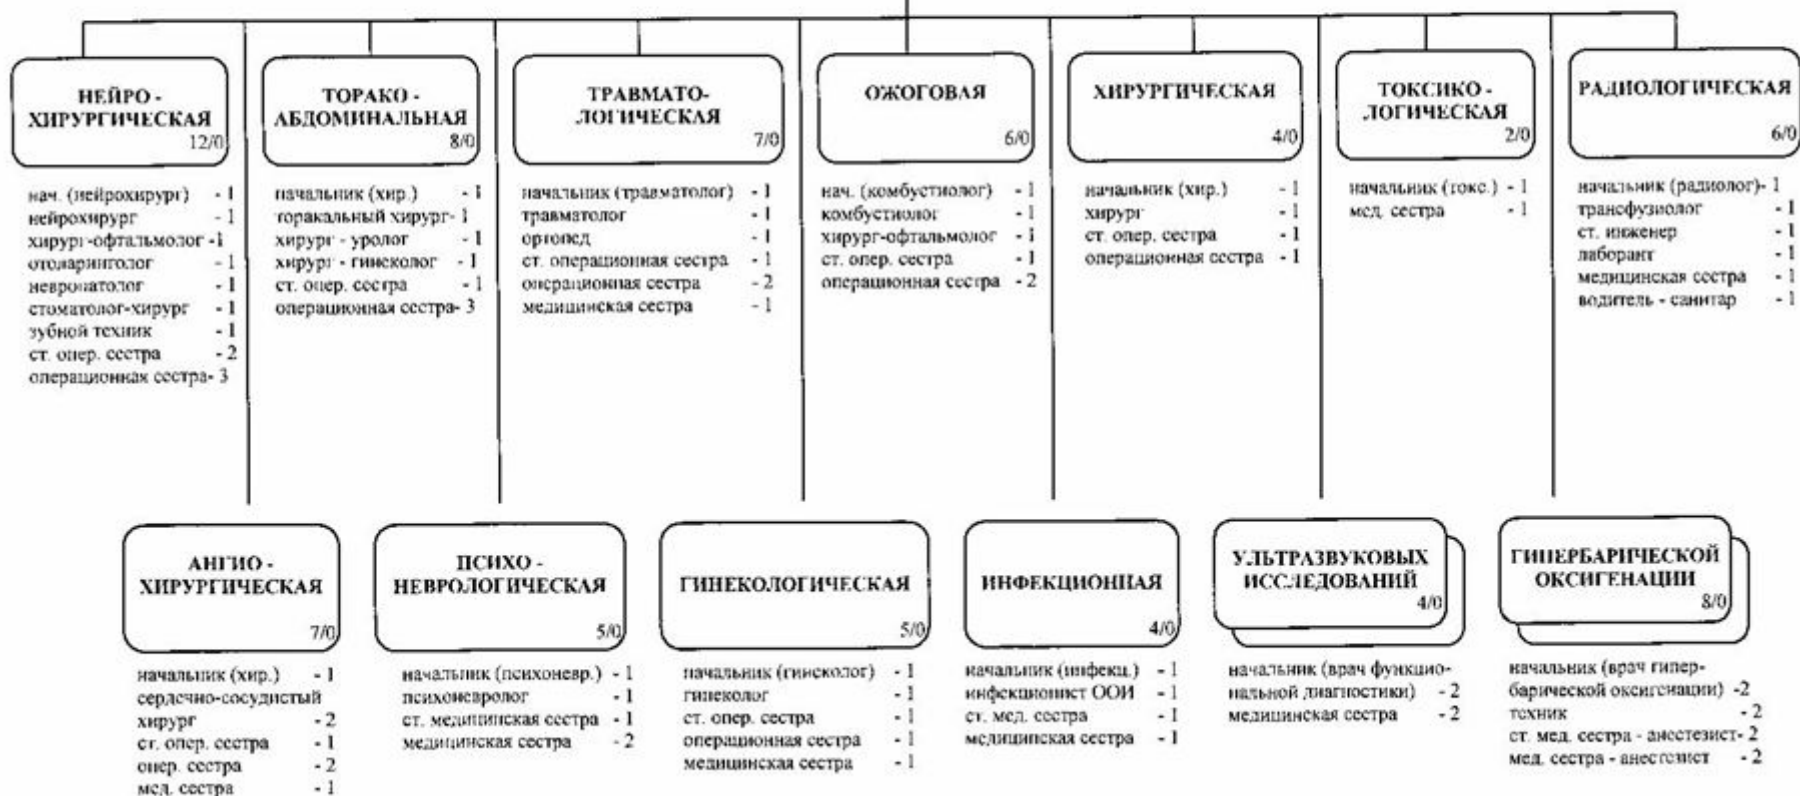 НЕЙРО -
ХИРУРГИЧЕСКАЯ
12/0
нач. (нейрохирург) - 1
нейрохирург - 1
хирург-офтальмолог -1
отоларинголог - 1
невропатолог - 1
стоматолог-хирург - 1
зубной техник - 1
ст. опер. сестра - 2
операционная сестра- 3
ТОРАКО -
АБДОМИНАЛЬНАЯ
8/0
начальник (хир.) - 1
торакальный хирург- 1
хирург - уролог - 1
хирург - гинеколог - 1
ст. опер. сестра - 1
операционная сестра- 3
ТРАВМАТО-
ЛОГИЧЕСКАЯ
7/0
начальник (травматолог) - 1
травматолог - 1
ортопед - 1
ст. операционная сестра - 1
операционная сестра - 2
медицинская сестра - 1
ОЖОГОВАЯ
6/0
нач. (комбустиолог) - 1
комбустиолог - 1
хирург-офтальмолог - 1
ст. опер. сестра - 1
операционная сестра - 2
ХИРУРГИЧЕСКАЯ
4/0
начальник (хир.) - 1
хирург - 1
ст. опер. сестра - 1
операционная сестра - 1
ТОКСИКО -
ЛОГИЧЕСКАЯ
2/0
начальник (токс.) - 1
мед. сестра - 1
РАДИОЛОГИЧЕСКАЯ
6/0
начальник (радиолог)- 1
трансфузиолог - 1
ст. инженер - 1
лаборант - 1
медицинская сестра - 1
водитель - санитар - 1
АНГИО -
ХИРУРГИЧЕСКАЯ
7/0
начальник (хир.) - 1
сердечно-сосудистый
хирург - 2
ст. опер. сестра - 1
опер. сестра - 2
мед. сестра - 1
ПСИХО -
НЕВРОЛОГИЧЕСКАЯ
5/0
начальник (психоневр.) - 1
психоневролог - 1
ст. медицинская сестра - 1
медицинская сестра - 2
ГИНЕКОЛОГИЧЕСКАЯ
5/0
начальник (гинеколог) - 1
гинеколог - 1
ст. опер. сестра - 1
операционная сестра - 1
медицинская сестра - 1
ИНФЕКЦИОННАЯ
4/0
начальник (инфекц.) - 1
инфекционист ООИ - 1
ст. мед. сестра - 1
медицинская сестра - 1
УЛЬТРАЗВУКОВЫХ
ИССЛЕДОВАНИЙ
4/0
начальник (врач функцио-
нальной диагностики) - 2
медицинская сестра - 2
ГИПЕРБАРИЧЕСКОЙ
ОКСИГЕНАЦИИ
8/0
начальник (врач гипер-
барической оксигенации) -2
техник - 2
ст. мед. сестра - анестезист- 2
мед. сестра - анестезист - 2